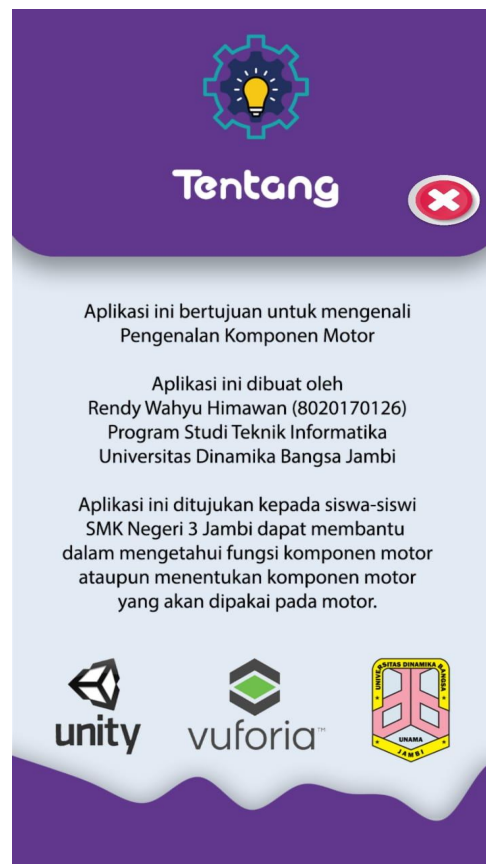 Tentang
Aplikasi ini bertujuan untuk mengenali
Pengenalan Komponen Motor
Aplikasi ini dibuat oleh
Rendy Wahyu Himawan (8020170126)
Program Studi Teknik Informatika
Universitas Dinamika Bangsa Jambi
Aplikasi ini ditujukan kepada siswa-siswi
SMK Negeri 3 Jambi dapat membantu
dalam mengetahui fungsi komponen motor
ataupun menentukan komponen motor
yang akan dipakai pada motor.
unity
vuforia™
UNIVERSITAS DINAMIKA BANGSA
UNAMA
JAMBI